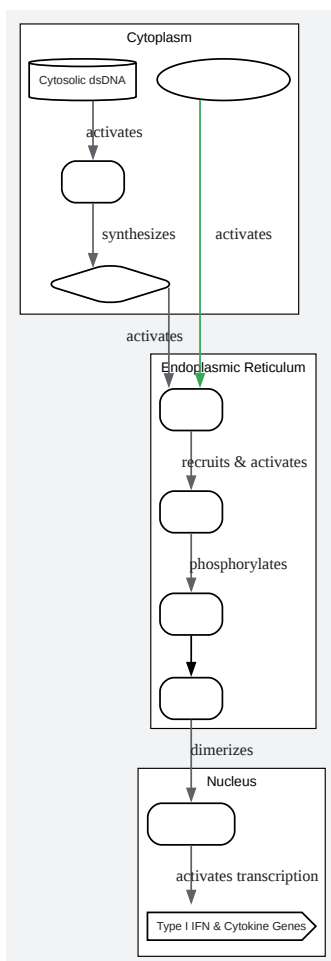 Cytoplasm
Cytosolic dsDNA
activates
synthesizes
activates
activates
Endoplasmic Reticulum
recruits & activates
phosphorylates
dimerizes
Nucleus
activates transcription
Type I IFN & Cytokine Genes